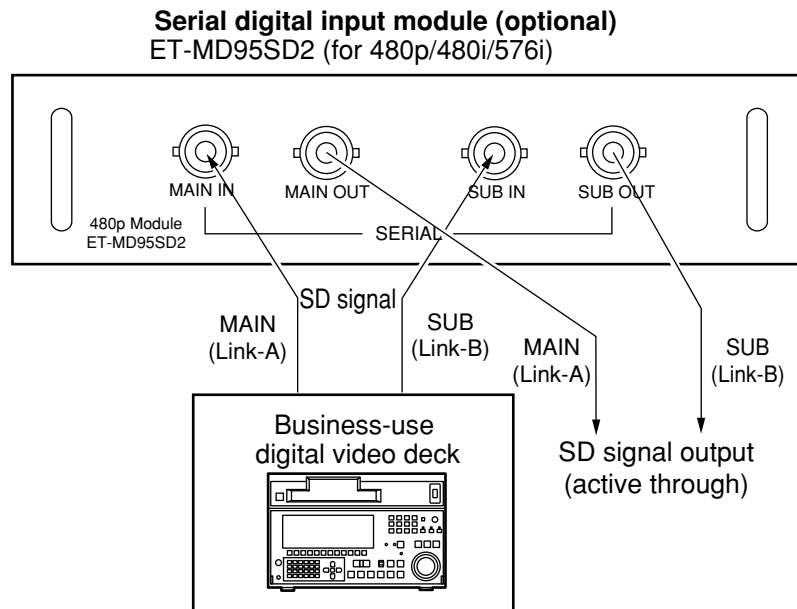 Serial digital input module (optional)
ET-MD95SD2 (for 480p/480i/576i)
MAIN IN
MAIN OUT
SUB IN
SUB OUT
480p Module
ET-MD95SD2
SERIAL
SD signal
MAIN
(Link-A)
SUB
(Link-B)
MAIN
(Link-A)
SUB
(Link-B)
Business-use
digital video deck
SD signal output
(active through)